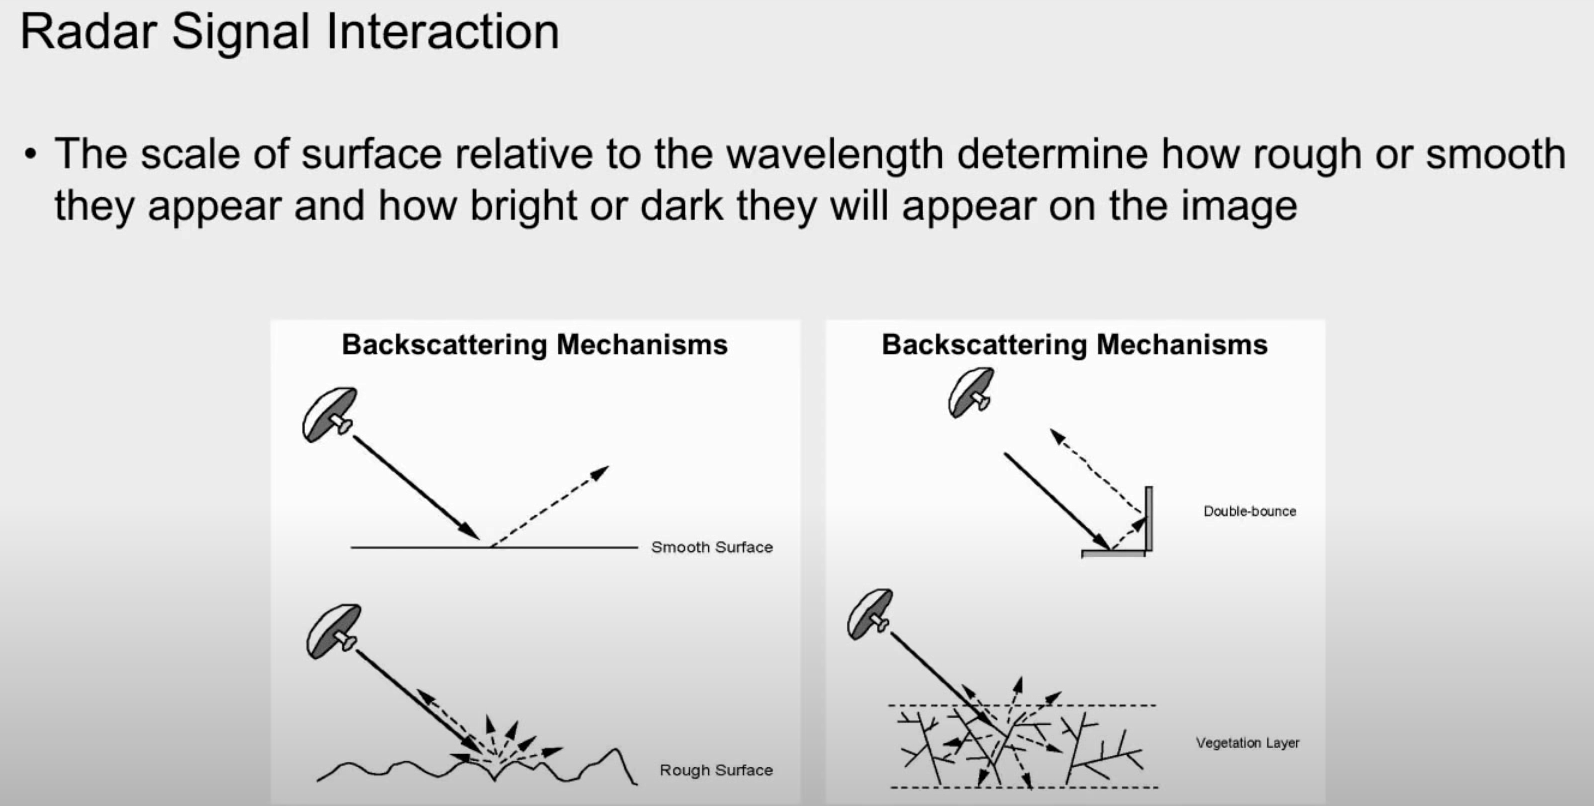 Radar Signal Interaction
• The scale of surface relative to the wavelength determine how rough or smooth
they appear and how bright or dark they will appear on the image
Backscattering Mechanisms
Smooth Surface
Rough Surface
Backscattering Mechanisms
Double-bounce
Vegetation Layer